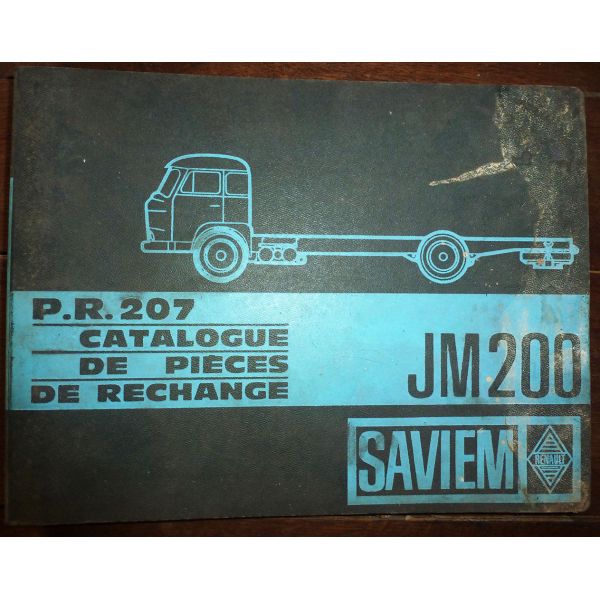 P.R. 207
CATALOGUE
DE PIÈCES
DE RECHANGE
JM200
SAVIEM
RENAULT